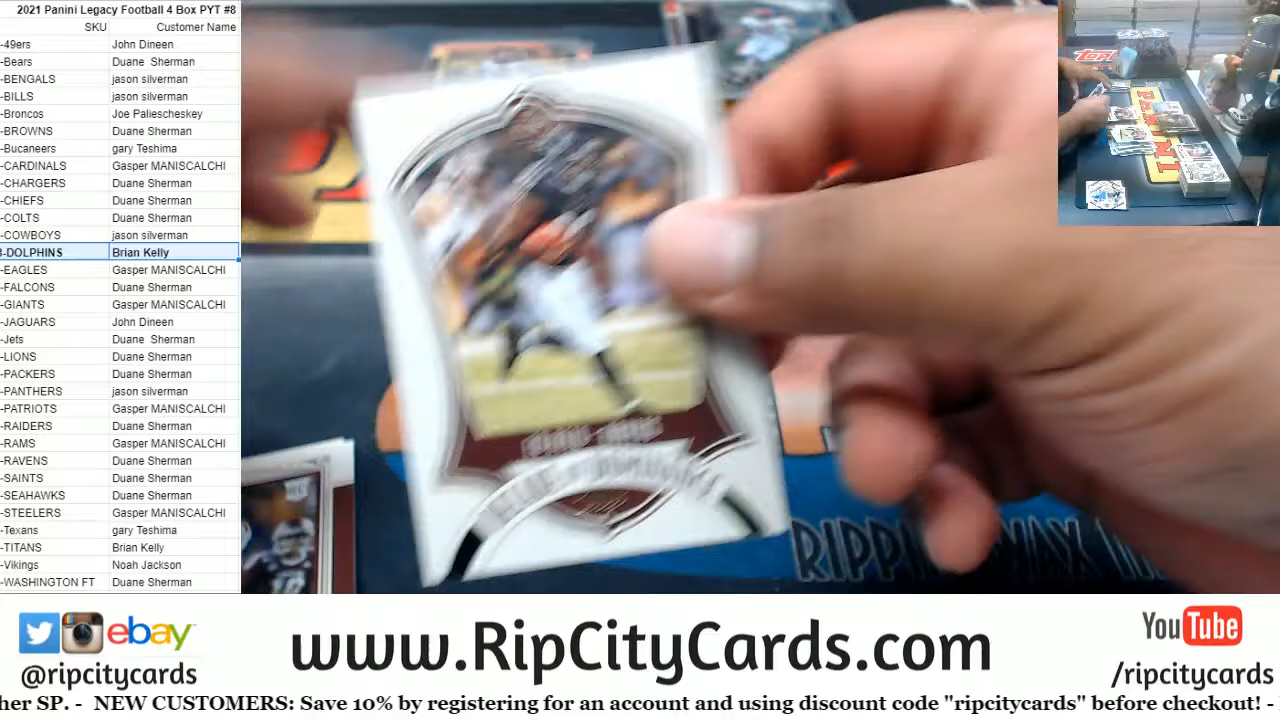 2021 Panini Legacy Football 4 Box PYT #8
SKU Customer Name
-49ers John Dineen
-Bears Duane Sherman
-BENGALS jason silverman
-BILLS jason silverman
-Broncos Joe Paliescheskey
-BROWNS Duane Sherman
-Bucaneers gary Teshima
-CARDINALS Gasper MANISCALCHI
-CHARGERS Duane Sherman
-CHIEFS Duane Sherman
-COLTS Duane Sherman
-COWBOYS jason silverman
-DOLPHINS Brian Kelly
-EAGLES Gasper MANISCALCHI
-FALCONS Duane Sherman
-GIANTS Gasper MANISCALCHI
-JAGUARS John Dineen
-Jets Duane Sherman
-LIONS Duane Sherman
-PACKERS Duane Sherman
-PANTHERS jason silverman
-PATRIOTS Gasper MANISCALCHI
-RAIDERS Duane Sherman
-RAMS Gasper MANISCALCHI
-RAVENS Duane Sherman
-SAINTS Duane Sherman
-SEAHAWKS Duane Sherman
-STEELERS Gasper MANISCALCHI
-Texans gary Teshima
-TITANS Brian Kelly
-Vikings Noah Jackson
-WASHINGTON FT Duane Sherman
Topps
PANINI
RIPPIN WAX
ebay
@ripcitycards
www.RipCityCards.com
YouTube
/ripcitycards
her SP. - NEW CUSTOMERS: Save 10% by registering for an account and using discount code "ripcitycards" before checkout! -